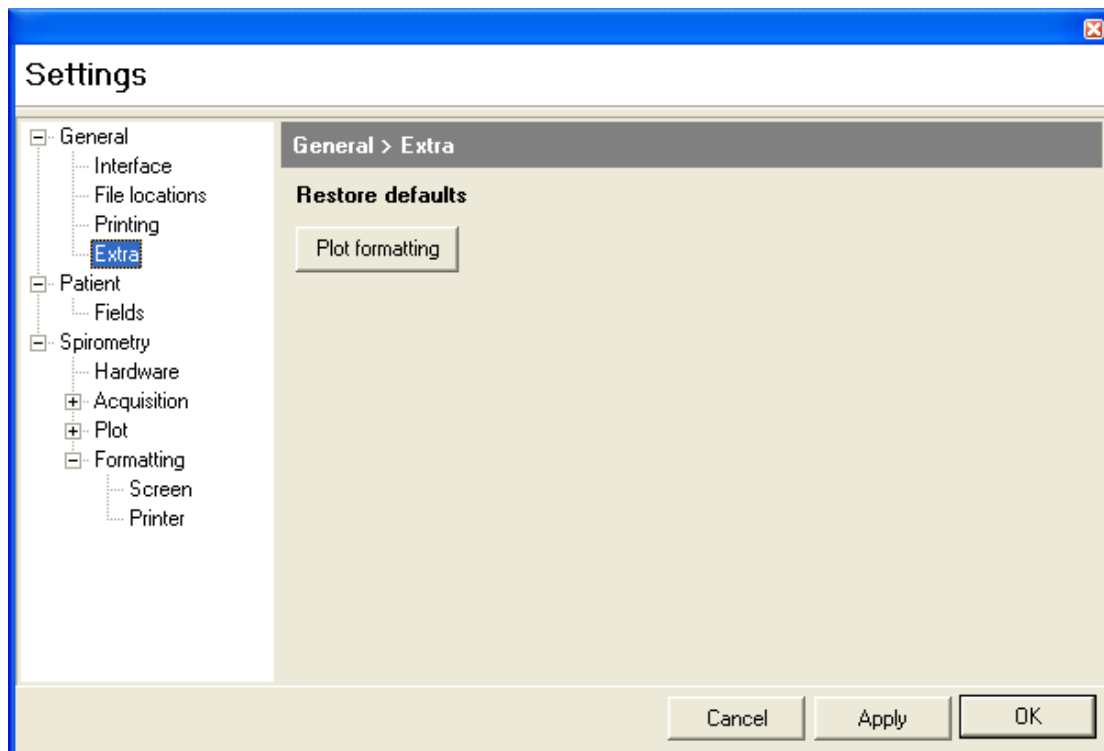 Settings
General
Interface
File locations
Printing
Extra
Patient
Fields
Spirometry
Hardware
Acquisition
Plot
Formatting
Screen
Printer
General > Extra
Restore defaults
Plot formatting
Cancel
Apply
OK